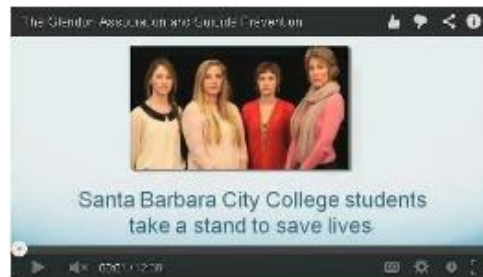 The Glendon Association and Suicide Prevention
Santa Barbara City College students
take a stand to save lives